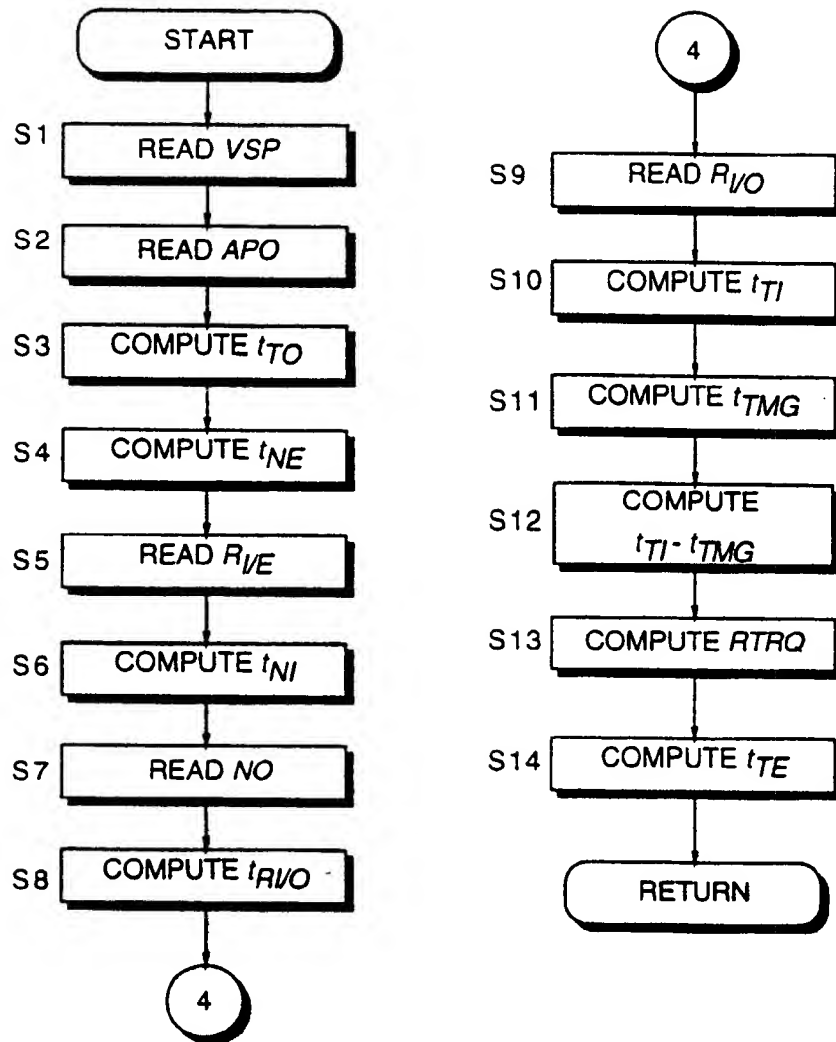 START
S1
READ VSP
S2
READ APO
S3
COMPUTE tTO
S4
COMPUTE tNE
S5
READ RI/E
S6
COMPUTE tNI
S7
READ NO
S8
COMPUTE tRI/O
4
4
S9
READ RI/O
S10
COMPUTE tTI
S11
COMPUTE tTMG
S12
COMPUTE
tTI - tTMG
S13
COMPUTE RTRQ
S14
COMPUTE tTE
RETURN